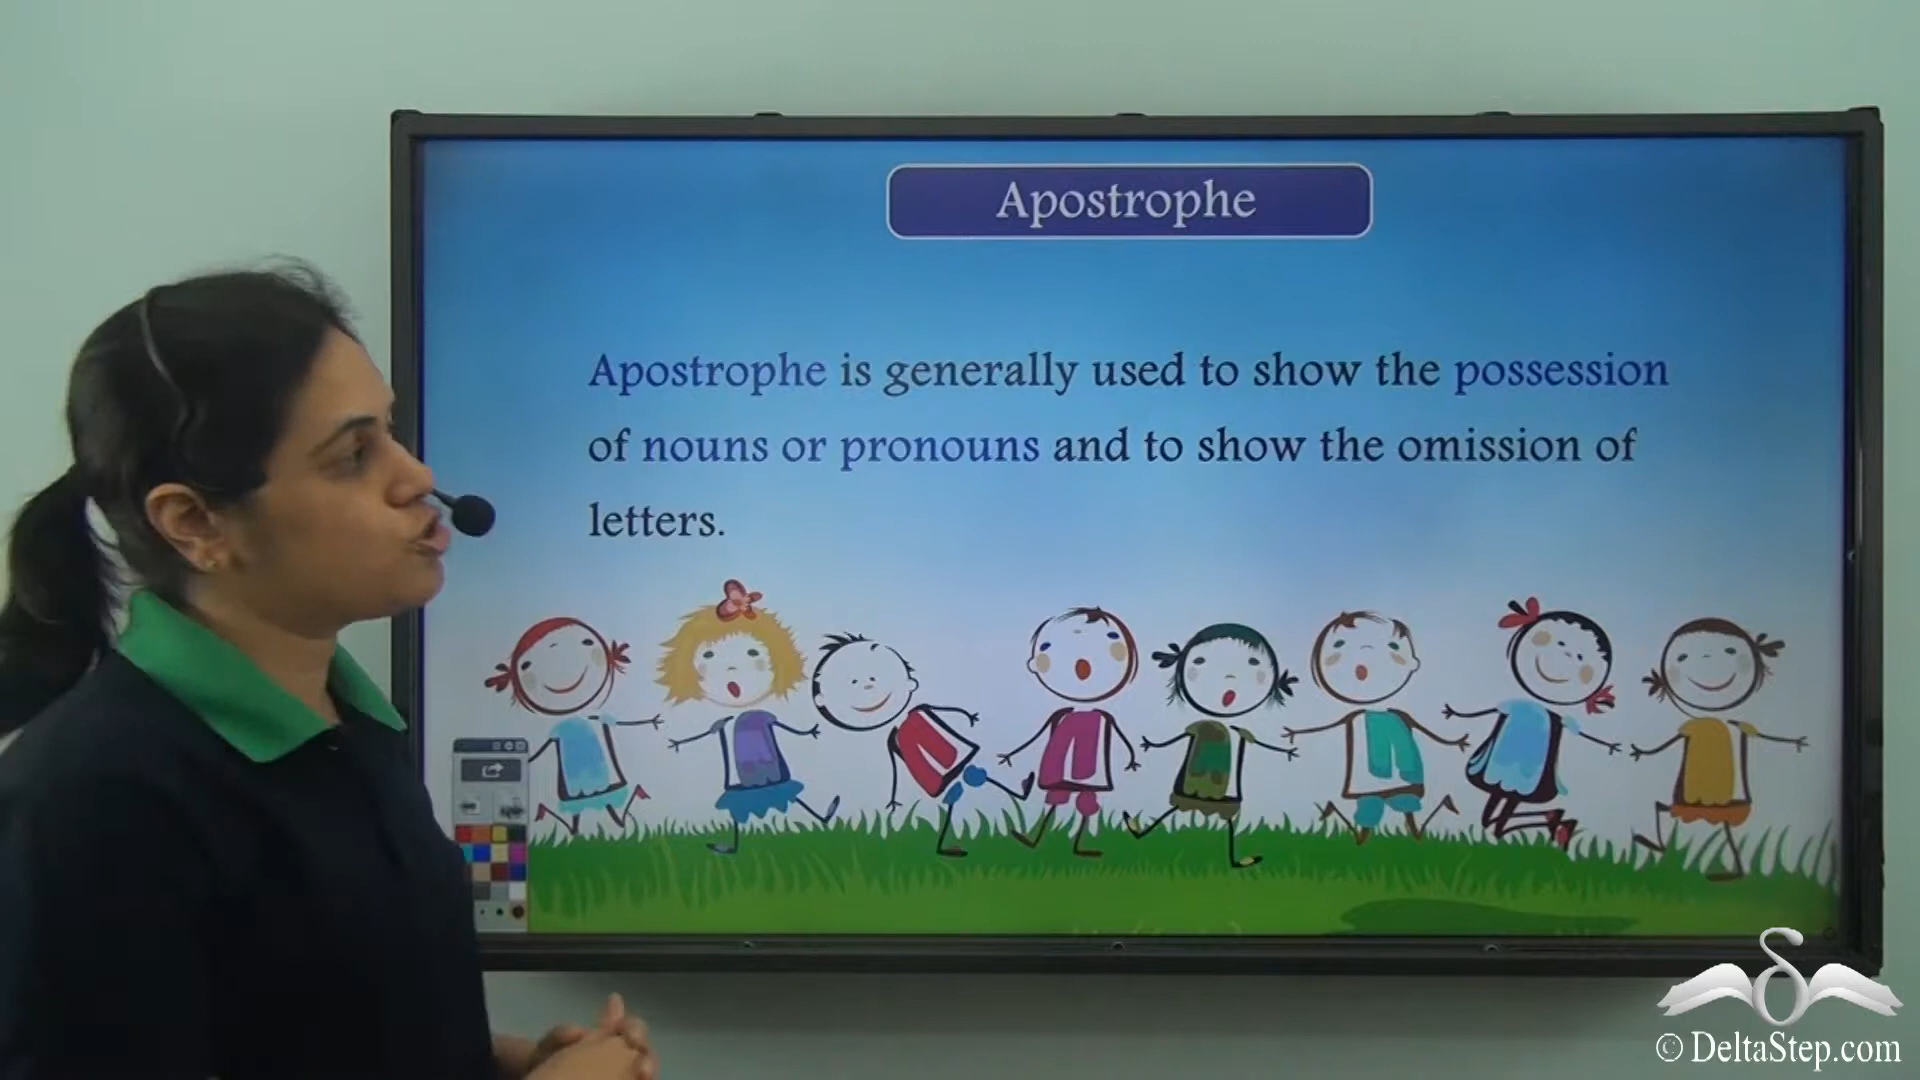 Apostrophe
Apostrophe is generally used to show the possession
of nouns or pronouns and to show the omission of
letters.
© DeltaStep.com